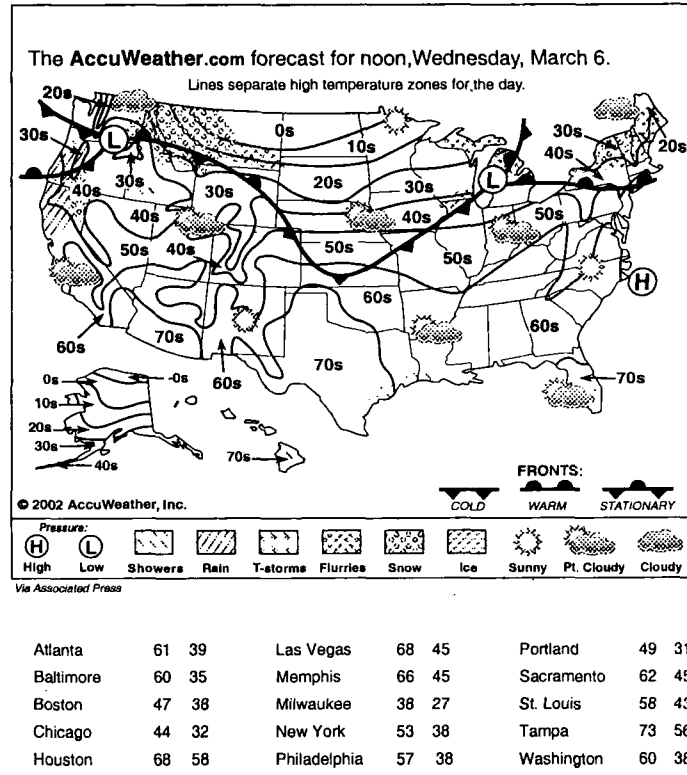 The AccuWeather.com forecast for noon, Wednesday, March 6.
Lines separate high temperature zones for the day.
20s
30s
40s
30s
L
0s
10s
20s
30s
30s
40s
20s
30s
40s
50s
40s
40s
50s
50s
L
50s
60s
60s
H
60s
70s
60s
70s
70s
0s
-0s
10s
20s
30s
40s
70s
FRONTS:
COLD WARM STATIONARY
© 2002 AccuWeather, Inc.
Pressure:
H L
High Low Showers Rain T-storms Flurries Snow Ice Sunny Pt. Cloudy Cloudy
Via Associated Press
Atlanta 61 39 Las Vegas 68 45 Portland 49
Baltimore 60 35 Memphis 66 45 Sacramento 62
Boston 47 38 Milwaukee 38 27 St. Louis 58
Chicago 44 32 New York 53 38 Tampa 73
Houston 68 58 Philadelphia 57 38 Washington 60